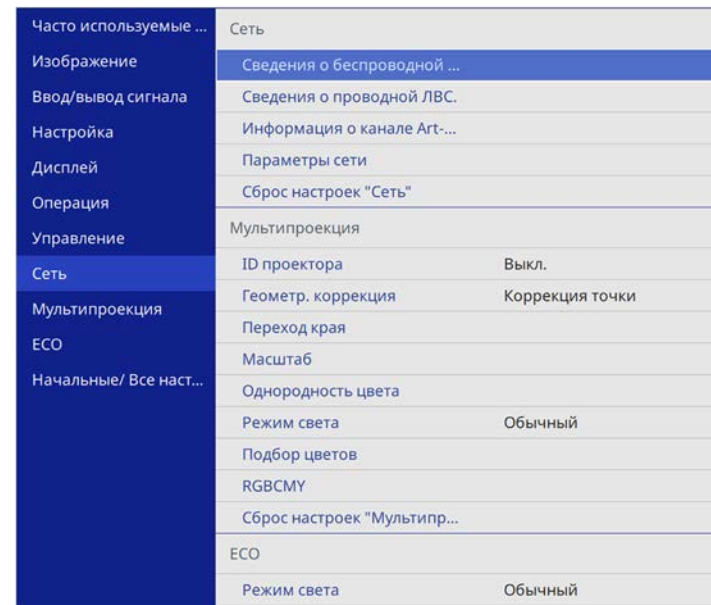 Часто используемые ...
Изображение
Ввод/вывод сигнала
Настройка
Дисплей
Операция
Управление
Сеть
Мультипроекция
ECO
Начальные/ Все наст...
Сеть
Сведения о беспроводной ...
Сведения о проводной ЛВС.
Информация о канале Art-...
Параметры сети
Сброс настроек "Сеть"
Мультипроекция
ID проектора Выкл.
Геометр. коррекция Коррекция точки
Переход края
Масштаб
Однородность цвета
Режим света Обычный
Подбор цветов
RGBCMY
Сброс настроек "Мультипр...
ECO
Режим света Обычный